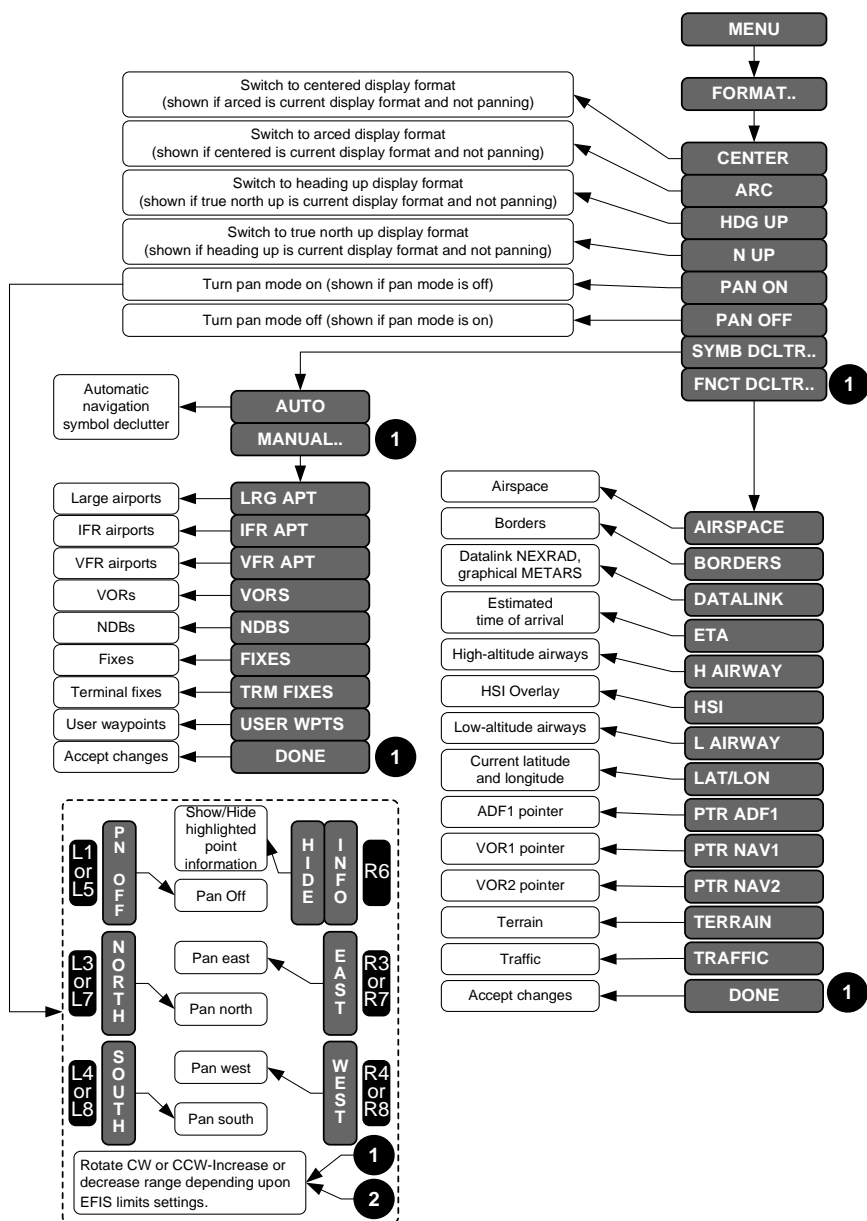 MENU
FORMAT..
Switch to centered display format
(shown if arced is current display format and not panning)
CENTER
Switch to arced display format
(shown if centered is current display format and not panning)
ARC
Switch to heading up display format
(shown if true north up is current display format and not panning)
HDG UP
Switch to true north up display format
(shown if heading up is current display format and not panning)
N UP
Turn pan mode on (shown if pan mode is off)
PAN ON
Turn pan mode off (shown if pan mode is on)
PAN OFF
SYMB DCLTR..
FNCT DCLTR..
1
Automatic
navigation
symbol declutter
AUTO
MANUAL..
1
Large airports
LRG APT
IFR airports
IFR APT
VFR airports
VFR APT
VORs
VORS
NDBs
NDBS
Fixes
FIXES
Terminal fixes
TRM FIXES
User waypoints
USER WPTS
Accept changes
DONE
1
Airspace
AIRSPACE
Borders
BORDERS
Datalink NEXRAD,
graphical METARS
DATALINK
Estimated
time of arrival
ETA
High-altitude airways
H AIRWAY
HSI Overlay
HSI
Low-altitude airways
L AIRWAY
Current latitude
and longitude
LAT/LON
ADF1 pointer
PTR ADF1
VOR1 pointer
PTR NAV1
VOR2 pointer
PTR NAV2
Terrain
TERRAIN
Traffic
TRAFFIC
Accept changes
DONE
1
L1
or
L5
PN OFF
Show/Hide
highlighted
point
information
Pan Off
HIDE
INFO
R6
L3
or
L7
NORTH
Pan east
Pan north
EAST
R3
or
R7
L4
or
L8
SOUTH
Pan west
Pan south
WEST
R4
or
R8
Rotate CW or CCW-Increase or
decrease range depending upon
EFIS limits settings.
1
2